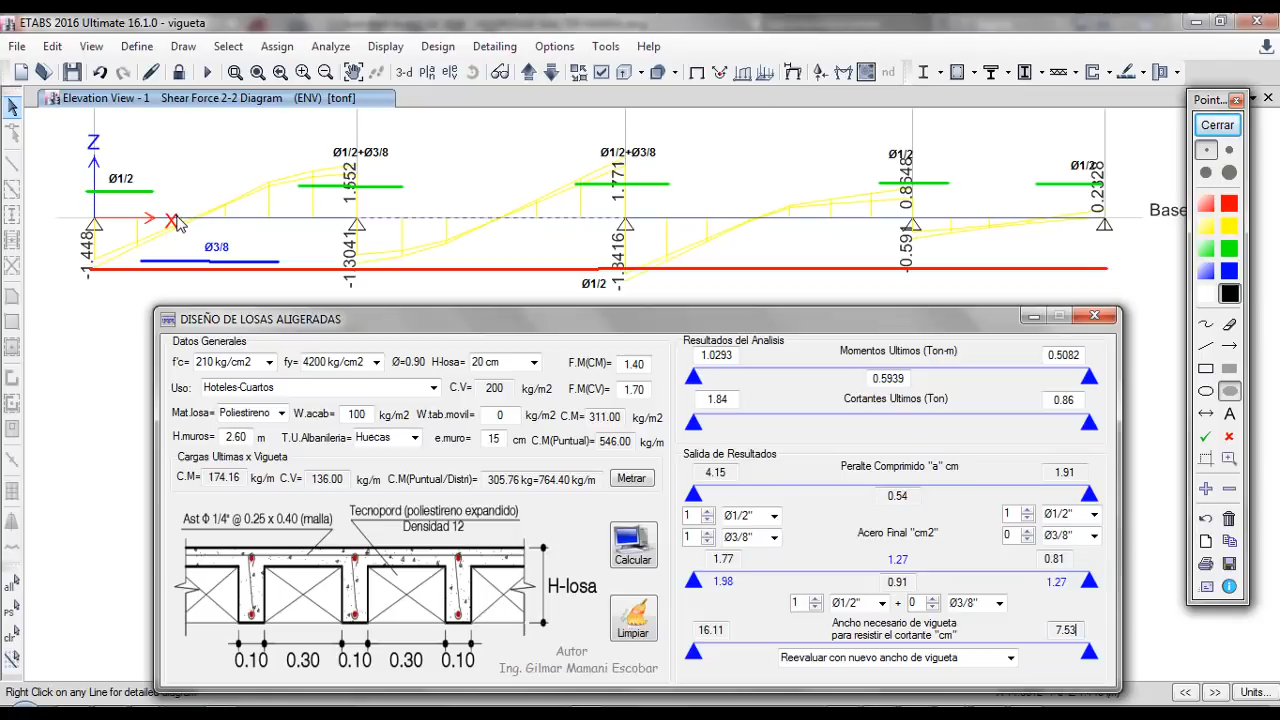 ETABS 2016 Ultimate 16.1.0 - vigueta
File Edit View Define Draw Select Assign Analyze Display Design Detailing Options Tools Help
3-d
nd
Elevation View - 1 Shear Force 2-2 Diagram (ENV) [tonf]
Point...
Cerrar
Z
X
Ø1/2
Ø1/2+Ø3/8
Ø1/2+Ø3/8
Ø1/2
Ø1/2
1.552
1.771
0.8648
0.2328
Base
-1.448
-1.3041
-0.591
Ø3/8
Ø1/2
DISEÑO DE LOSAS ALIGERADAS
Datos Generales
f'c= 210 kg/cm2 fy= 4200 kg/cm2 Ø=0.90 H-losa= 20 cm F.M(CM)= 1.40
Uso: Hoteles-Cuartos C.V= 200 kg/m2 F.M(CV)= 1.70
Mat.losa= Poliestireno W.acab= 100 kg/m2 W.tab.movil= 0 kg/m2 C.M= 311.00 kg/m2
H.muros= 2.60 m T.U.Albanileria= Huecas e.muro= 15 cm C.M(Puntual)= 546.00 kg/m
Cargas Ultimas x Vigueta
C.M= 174.16 kg/m C.V= 136.00 kg/m C.M(Puntual/Distri)= 305.76 kg=764.40 kg/m Metrar
Ast Φ 1/4" @ 0.25 x 0.40 (malla)
Tecnopord (poliestireno expandido)
Densidad 12
H-losa
0.10 0.30 0.10 0.30 0.10
Calcular
Limpiar
Autor
Ing. Gilmar Mamani Escobar
Resultados del Analisis
1.0293 Momentos Ultimos (Ton-m) 0.5082
0.5939
1.84 Cortantes Ultimos (Ton) 0.86
Salida de Resultados
4.15 Peralte Comprimido "a" cm 1.91
0.54
1 Ø1/2" 1 Ø1/2"
1 Ø3/8" Acero Final "cm2" 0 Ø3/8"
1.77 1.27 0.81
1.98 0.91 1.27
1 Ø1/2" + 0 Ø3/8"
Ancho necesario de vigueta
para resistir el cortante "cm"
16.11 7.53
Reevaluar con nuevo ancho de vigueta
all
clr
Right Click on any Line for detailed
<< >> Units...